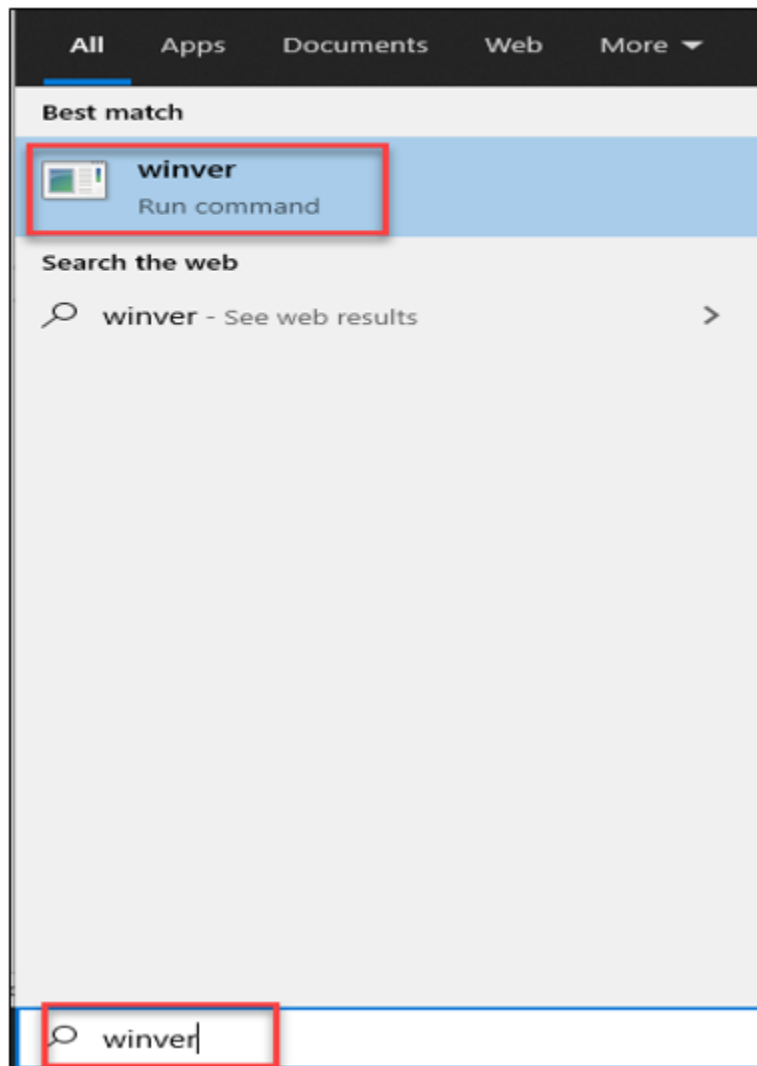 All Apps Documents Web More
Best match
winver
Run command
Search the web
winver - See web results
winver